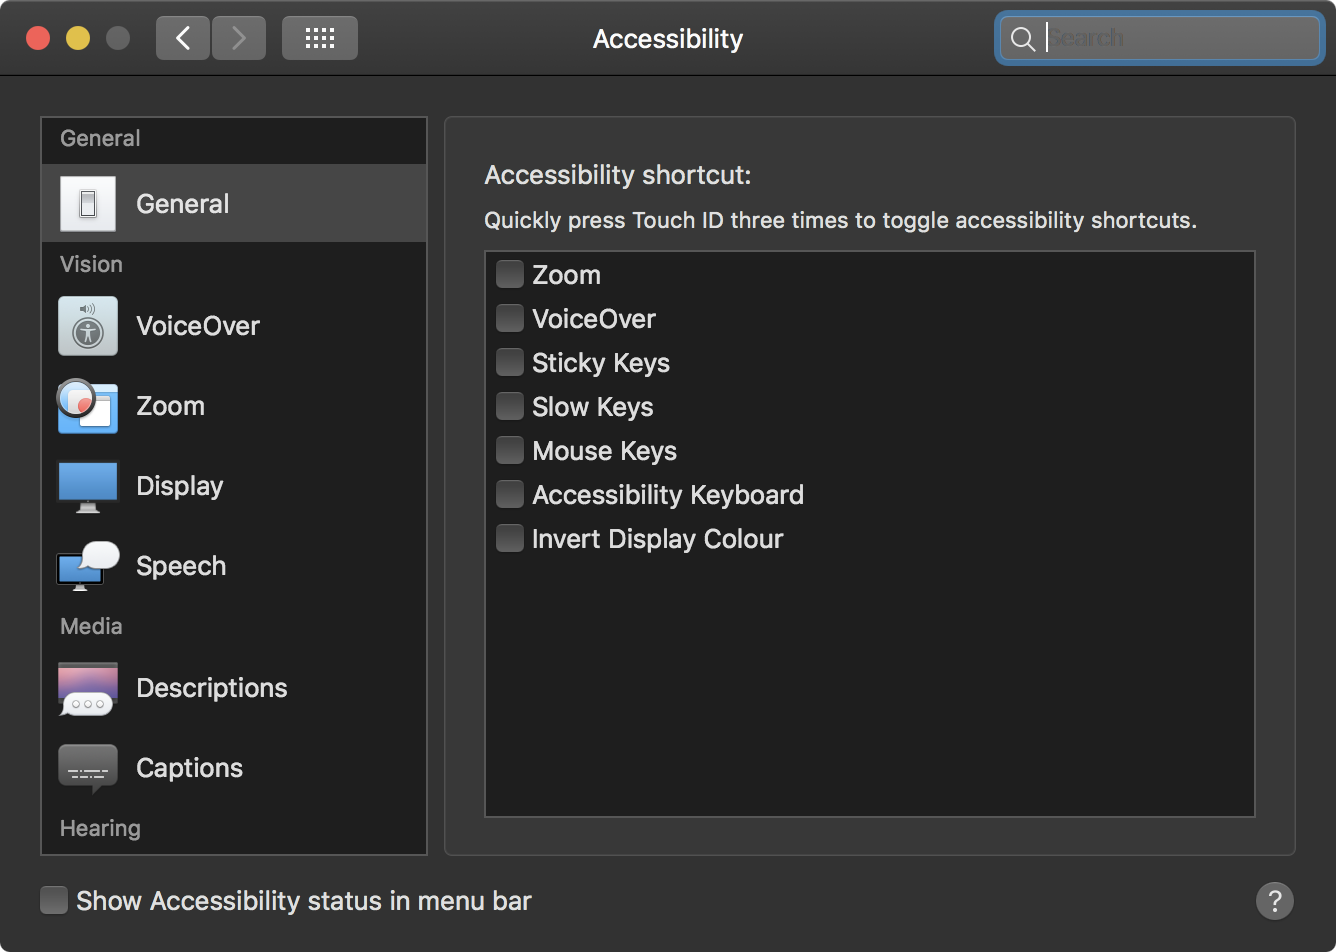 Accessibility
Search
General
General
Vision
VoiceOver
Zoom
Display
Speech
Media
Descriptions
Captions
Hearing
Accessibility shortcut:
Quickly press Touch ID three times to toggle accessibility shortcuts.
Zoom
VoiceOver
Sticky Keys
Slow Keys
Mouse Keys
Accessibility Keyboard
Invert Display Colour
Show Accessibility status in menu bar
?